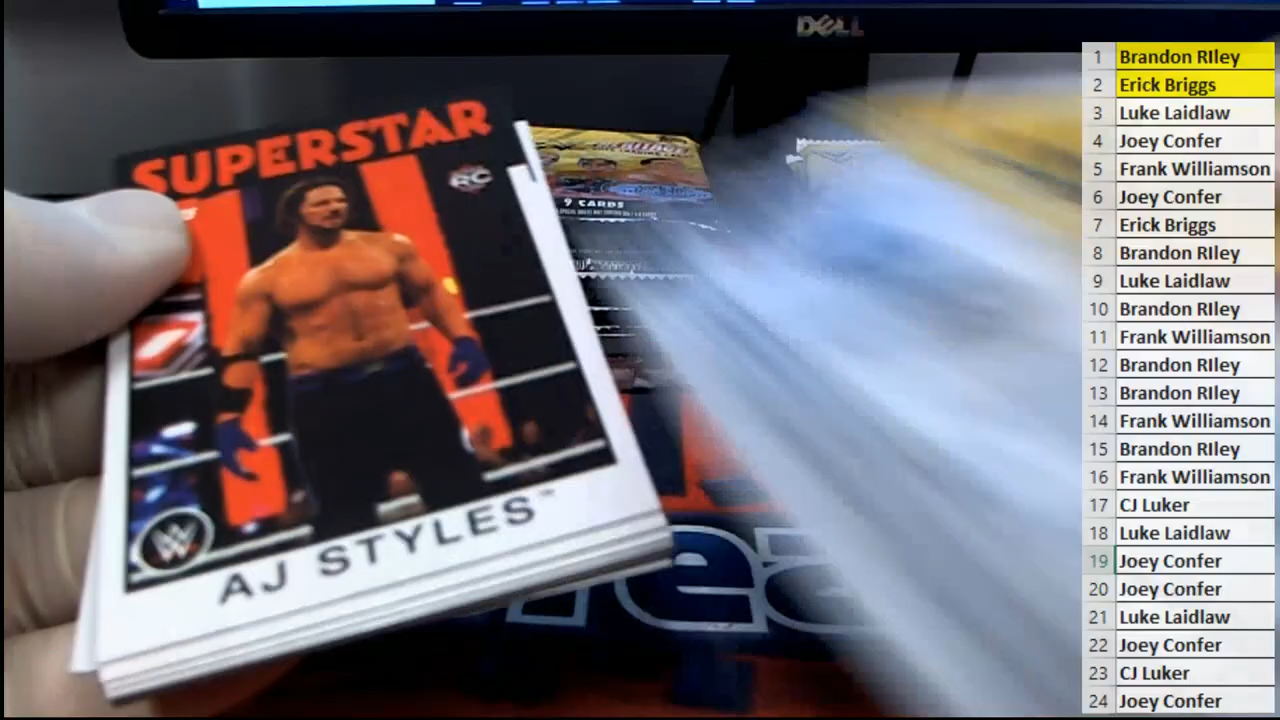 DELL
SUPERSTAR
RC
9 CARDS
W
AJ STYLES™
1 Brandon RIley
2 Erick Briggs
3 Luke Laidlaw
4 Joey Confer
5 Frank Williamson
6 Joey Confer
7 Erick Briggs
8 Brandon RIley
9 Luke Laidlaw
10 Brandon RIley
11 Frank Williamson
12 Brandon RIley
13 Brandon RIley
14 Frank Williamson
15 Brandon RIley
16 Frank Williamson
17 CJ Luker
18 Luke Laidlaw
19 Joey Confer
20 Joey Confer
21 Luke Laidlaw
22 Joey Confer
23 CJ Luker
24 Joey Confer